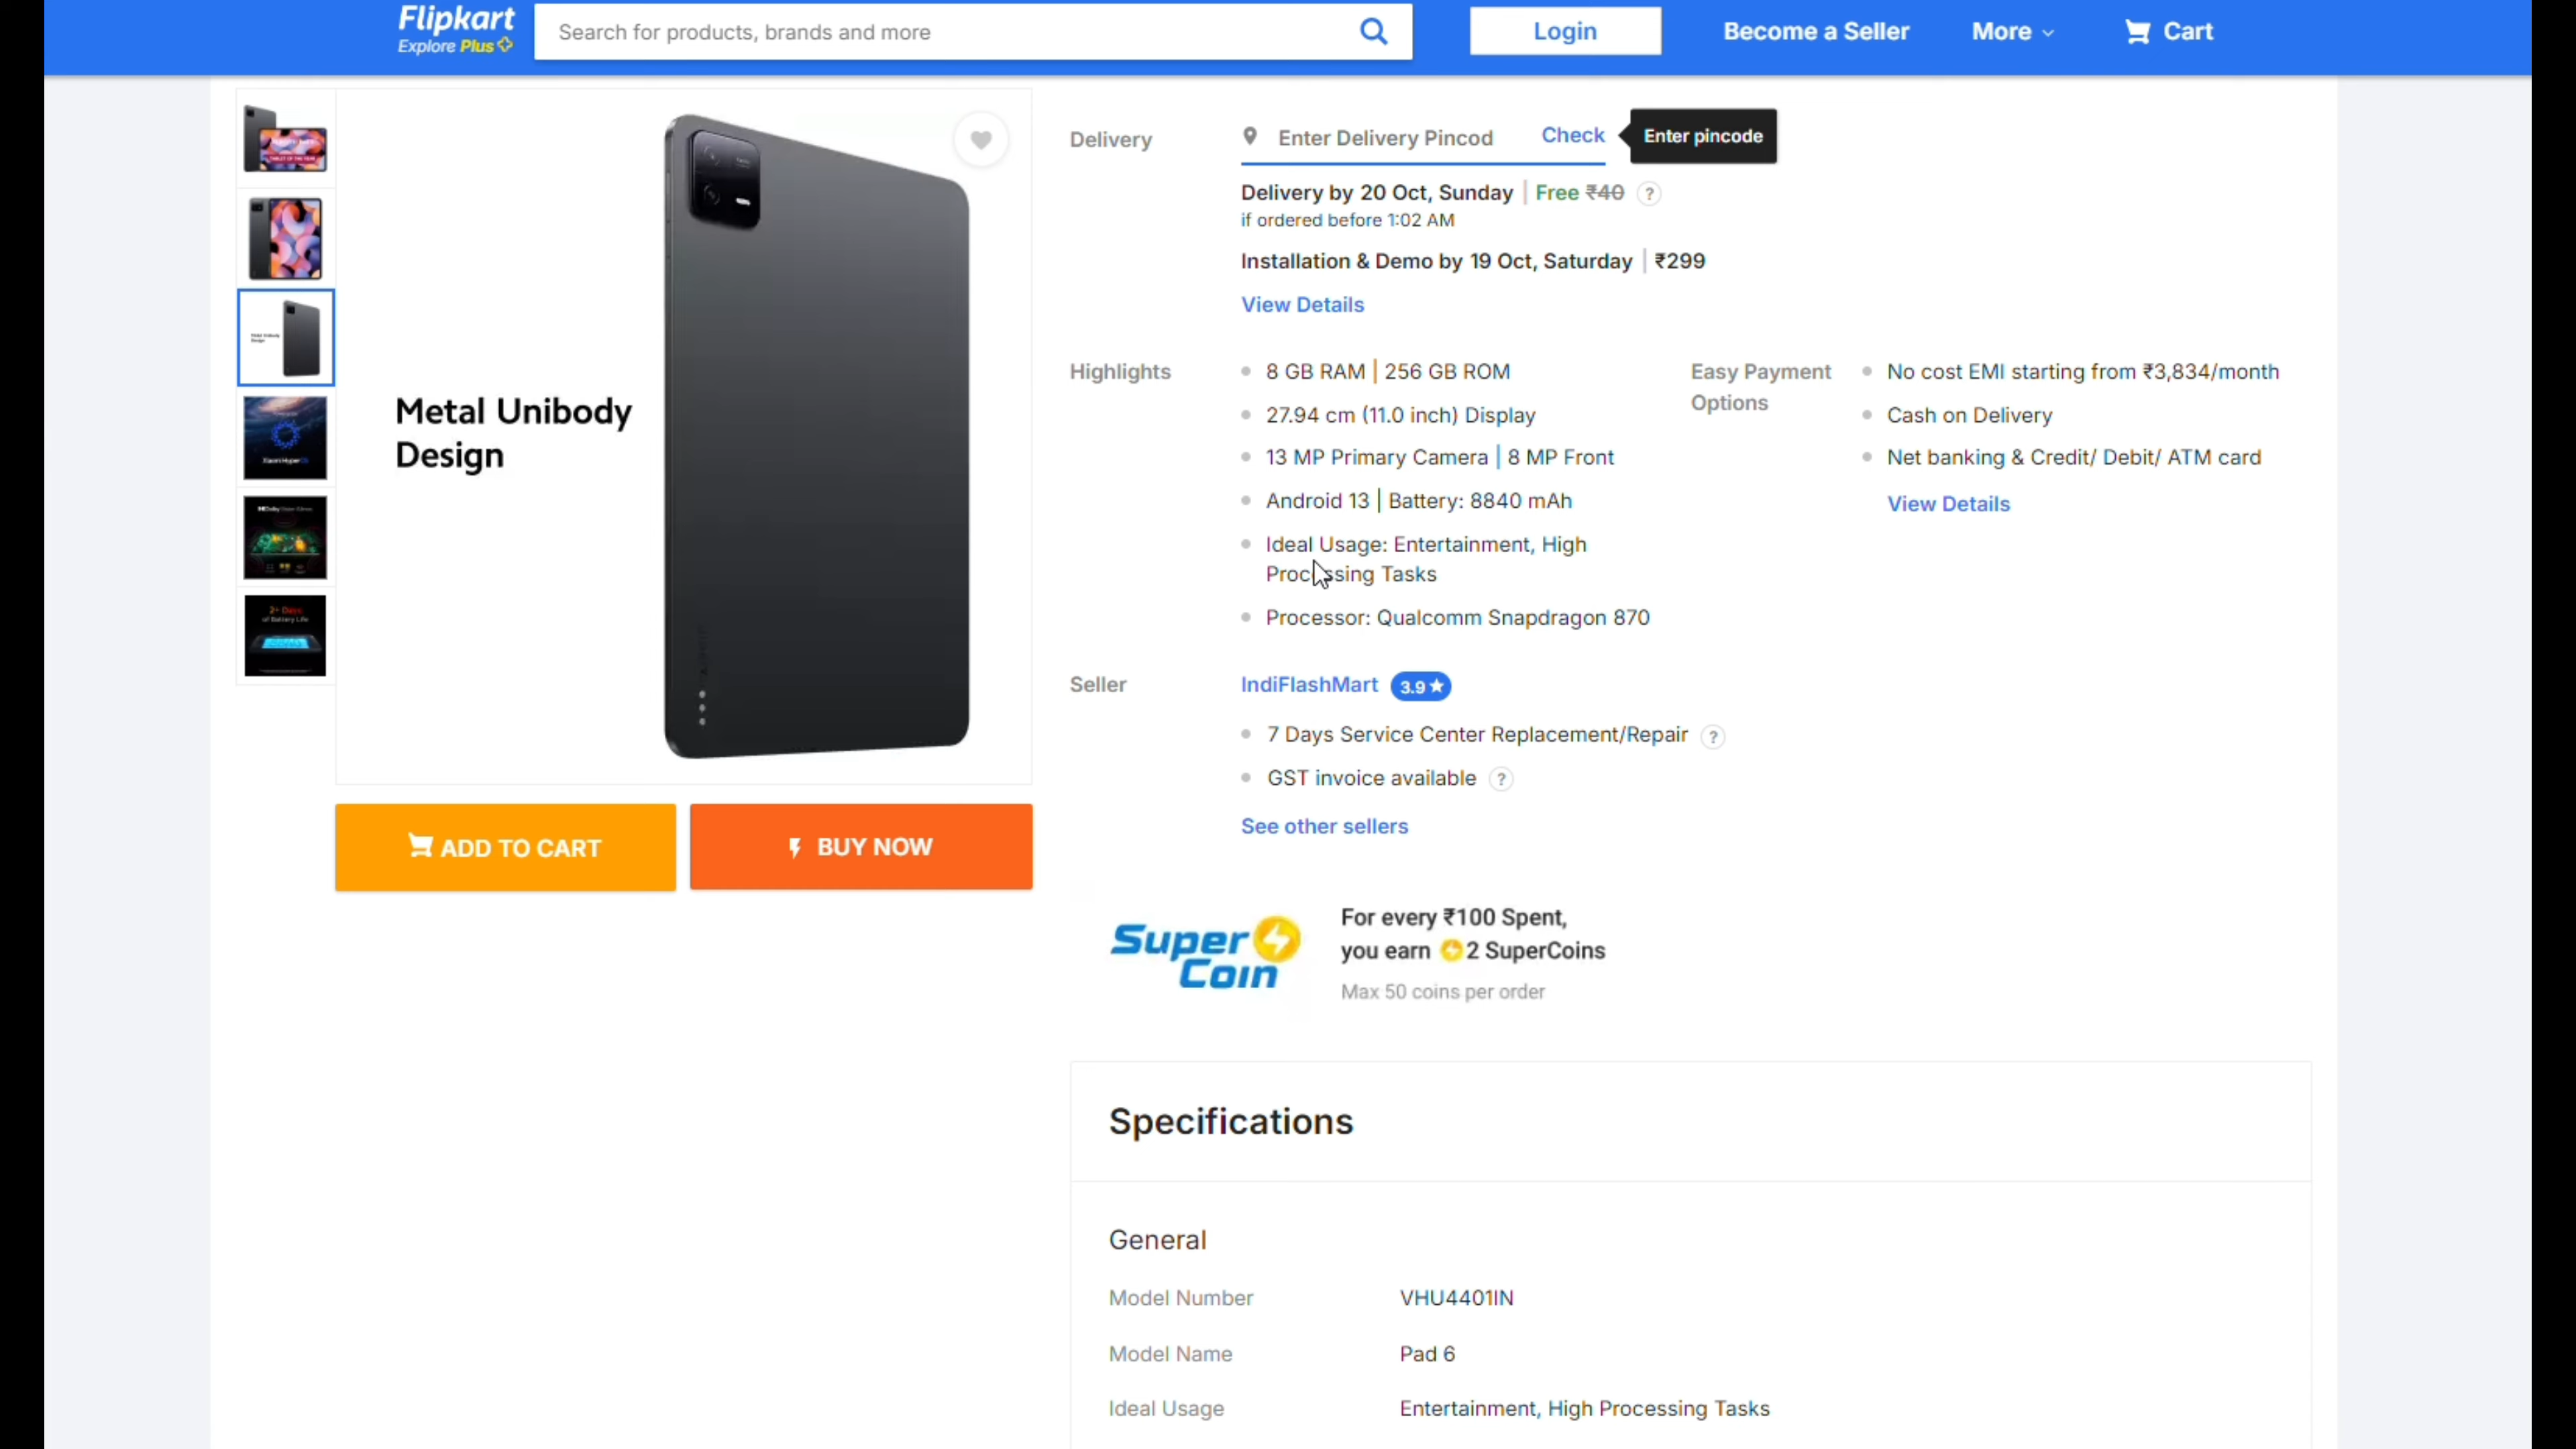 Flipkart
Explore Plus
Search for products, brands and more
Login
Become a Seller
More
Cart
Metal Unibody
Design
2+ Days
of Battery Life
ADD TO CART
BUY NOW
Delivery
Enter Delivery Pincod
Check
Enter pincode
Delivery by 20 Oct, Sunday | Free ₹40 ?
if ordered before 1:02 AM
Installation & Demo by 19 Oct, Saturday | ₹299
View Details
Highlights
8 GB RAM | 256 GB ROM
27.94 cm (11.0 inch) Display
13 MP Primary Camera | 8 MP Front
Android 13 | Battery: 8840 mAh
Ideal Usage: Entertainment, High
Processing Tasks
Processor: Qualcomm Snapdragon 870
Easy Payment
Options
No cost EMI starting from ₹3,834/month
Cash on Delivery
Net banking & Credit/ Debit/ ATM card
View Details
Seller
IndiFlashMart 3.9★
7 Days Service Center Replacement/Repair ?
GST invoice available ?
See other sellers
Super
Coin
For every ₹100 Spent,
you earn 2 SuperCoins
Max 50 coins per order
Specifications
General
Model Number VHU4401IN
Model Name Pad 6
Ideal Usage Entertainment, High Processing Tasks